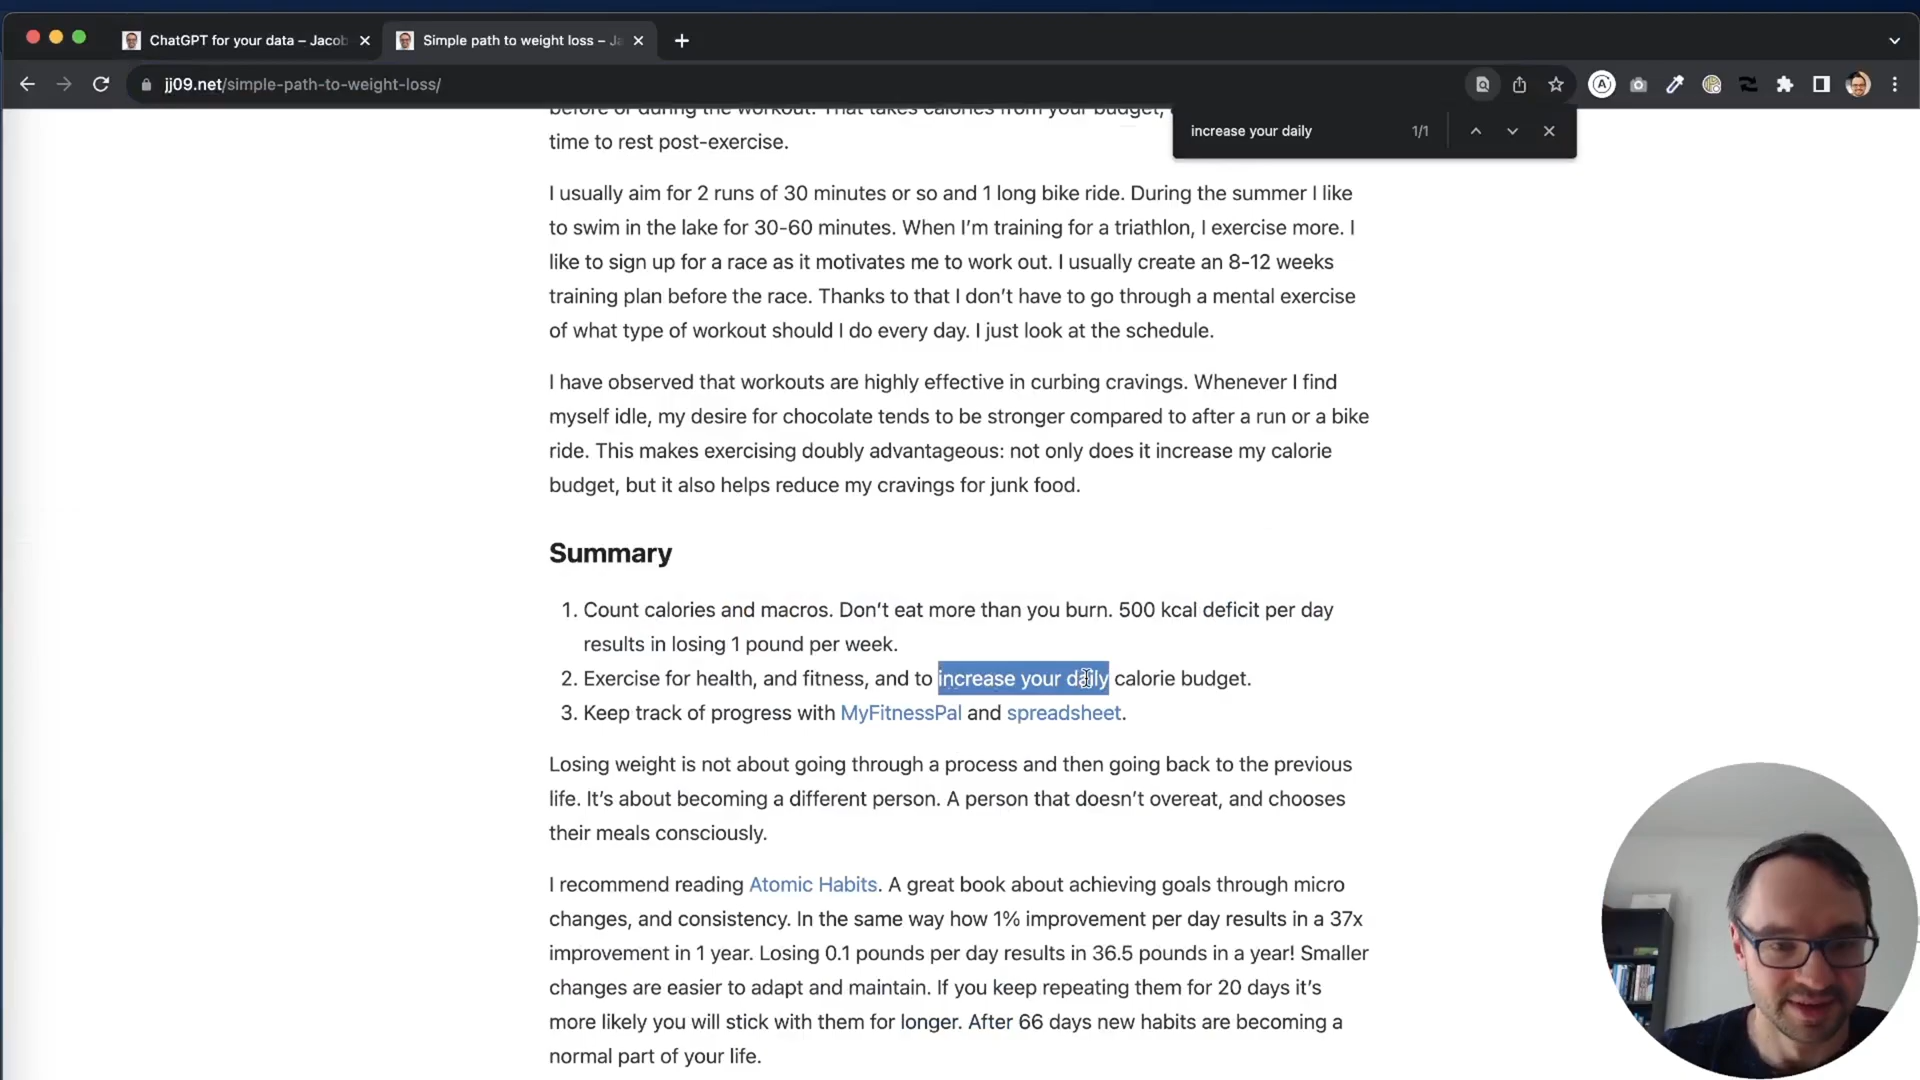 ChatGPT for your data – Jacob
Simple path to weight loss – Ja
jj09.net/simple-path-to-weight-loss/
increase your daily 1/1
before or during the workout. That takes calories from your budget,
time to rest post-exercise.
I usually aim for 2 runs of 30 minutes or so and 1 long bike ride. During the summer I like
to swim in the lake for 30-60 minutes. When I'm training for a triathlon, I exercise more. I
like to sign up for a race as it motivates me to work out. I usually create an 8-12 weeks
training plan before the race. Thanks to that I don't have to go through a mental exercise
of what type of workout should I do every day. I just look at the schedule.
I have observed that workouts are highly effective in curbing cravings. Whenever I find
myself idle, my desire for chocolate tends to be stronger compared to after a run or a bike
ride. This makes exercising doubly advantageous: not only does it increase my calorie
budget, but it also helps reduce my cravings for junk food.
Summary
1. Count calories and macros. Don't eat more than you burn. 500 kcal deficit per day
results in losing 1 pound per week.
2. Exercise for health, and fitness, and to increase your daily calorie budget.
3. Keep track of progress with MyFitnessPal and spreadsheet.
Losing weight is not about going through a process and then going back to the previous
life. It's about becoming a different person. A person that doesn't overeat, and chooses
their meals consciously.
I recommend reading Atomic Habits. A great book about achieving goals through micro
changes, and consistency. In the same way how 1% improvement per day results in a 37x
improvement in 1 year. Losing 0.1 pounds per day results in 36.5 pounds in a year! Smaller
changes are easier to adapt and maintain. If you keep repeating them for 20 days it's
more likely you will stick with them for longer. After 66 days new habits are becoming a
normal part of your life.